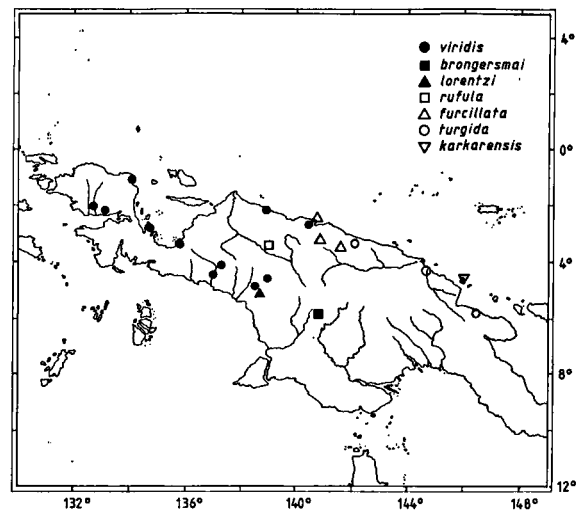 viridis
brongersmai
lorentzi
rufula
furcillata
turgida
karkarensis
4°
0°
4°
8°
12°
132° 136° 140° 144° 148°